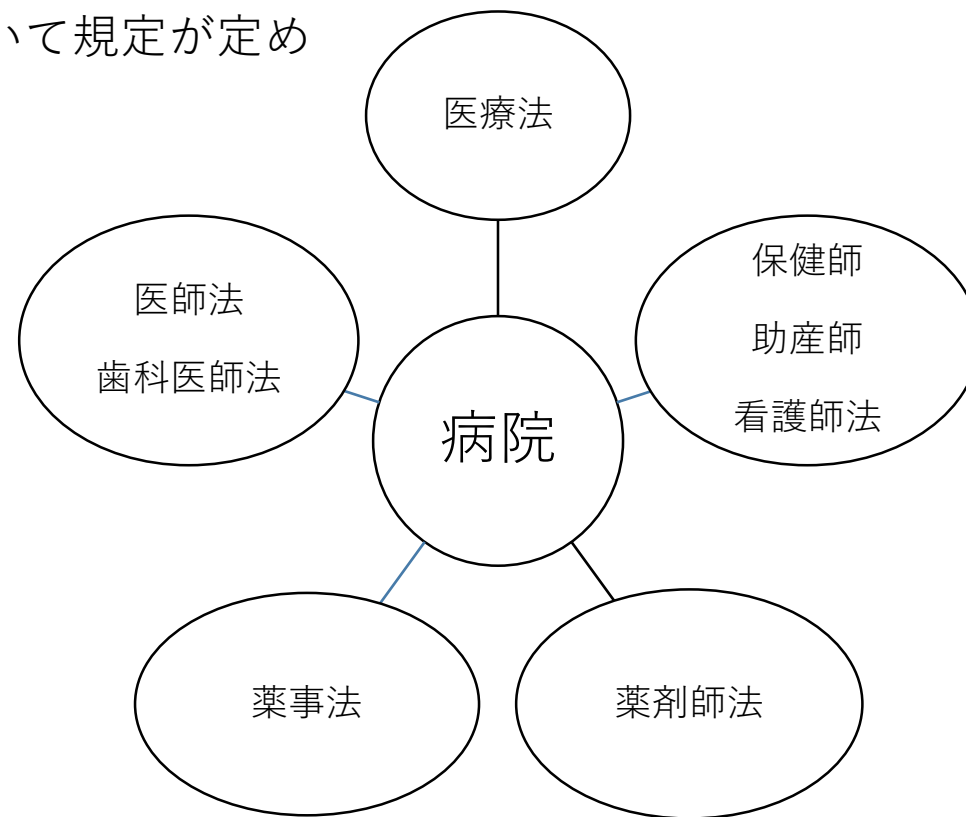 いて規定が定め
医療法
医師法
歯科医師法
保健師
助産師
看護師法
病院
薬事法
薬剤師法